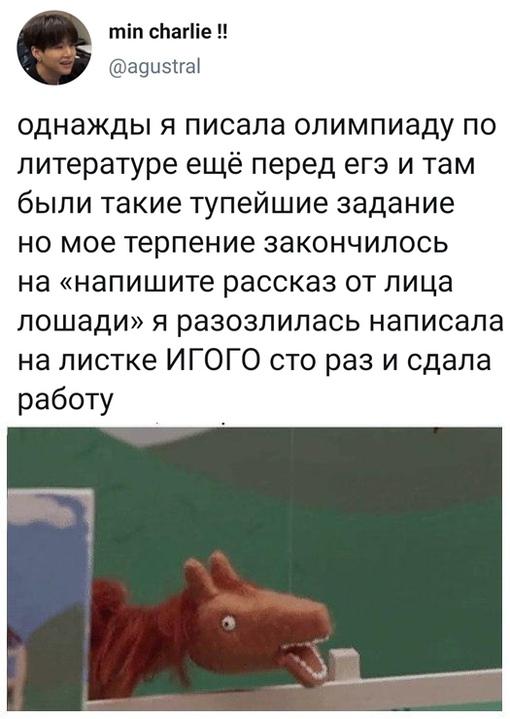 min charlie !!
@agustral
однажды я писала олимпиаду по
литературе ещё перед егэ и там
были такие тупейшие задание
но мое терпение закончилось
на «напишите рассказ от лица
лошади» я разозлилась написала
на листке ИГОГО сто раз и сдала
работу